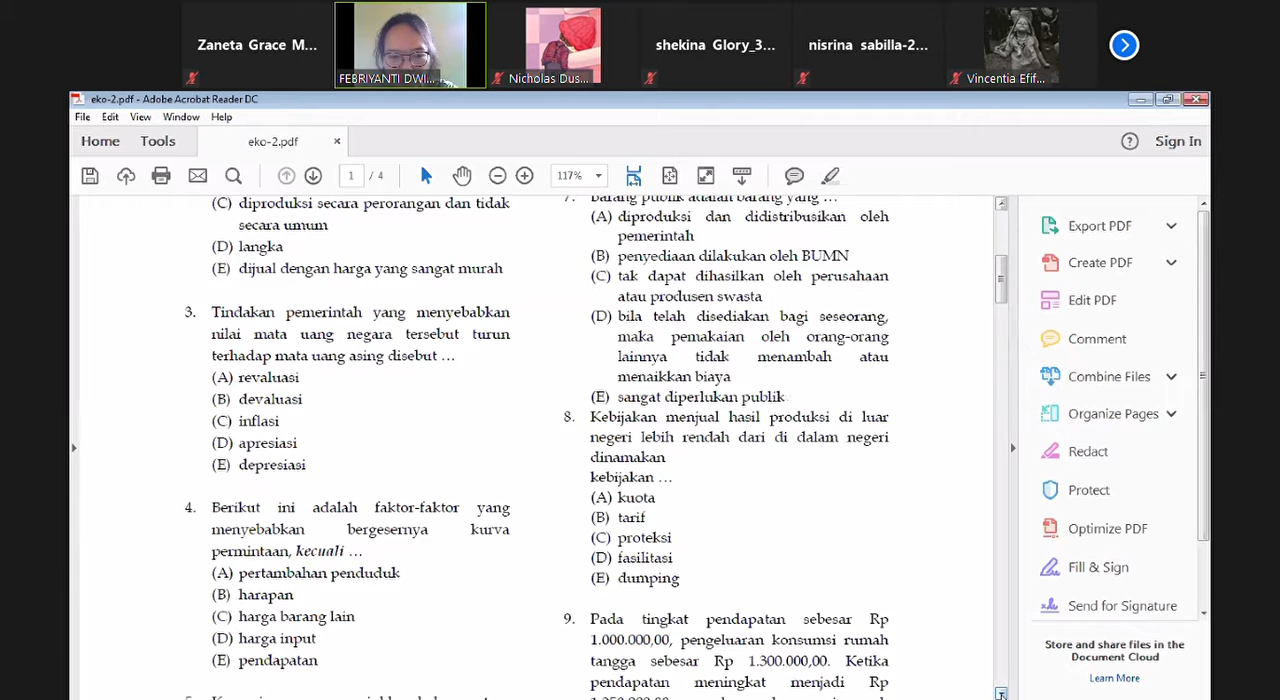 Zaneta Grace M...
FEBRIYANTI DWI...
Nicholas Dus...
shekina Glory_3...
nisrina sabilla-2...
Vincentia Efif...
eko-2.pdf - Adobe Acrobat Reader DC
File Edit View Window Help
Home Tools eko-2.pdf × Sign In
1 / 4 117%
(C) diproduksi secara perorangan dan tidak
secara umum
(D) langka
(E) dijual dengan harga yang sangat murah
3. Tindakan pemerintah yang menyebabkan
nilai mata uang negara tersebut turun
terhadap mata uang asing disebut ...
(A) revaluasi
(B) devaluasi
(C) inflasi
(D) apresiasi
(E) depresiasi
4. Berikut ini adalah faktor-faktor yang
menyebabkan bergesernya kurva
permintaan, kecuali ...
(A) pertambahan penduduk
(B) harapan
(C) harga barang lain
(D) harga input
(E) pendapatan
7. Barang publik adalah barang yang ...
(A) diproduksi dan didistribusikan oleh
pemerintah
(B) penyediaan dilakukan oleh BUMN
(C) tak dapat dihasilkan oleh perusahaan
atau produsen swasta
(D) bila telah disediakan bagi seseorang,
maka pemakaian oleh orang-orang
lainnya tidak menambah atau
menaikkan biaya
(E) sangat diperlukan publik
8. Kebijakan menjual hasil produksi di luar
negeri lebih rendah dari di dalam negeri
dinamakan
kebijakan ...
(A) kuota
(B) tarif
(C) proteksi
(D) fasilitasi
(E) dumping
9. Pada tingkat pendapatan sebesar Rp
1.000.000,00, pengeluaran konsumsi rumah
tangga sebesar Rp 1.300.000,00. Ketika
pendapatan meningkat menjadi Rp
Export PDF
Create PDF
Edit PDF
Comment
Combine Files
Organize Pages
Redact
Protect
Optimize PDF
Fill & Sign
Send for Signature
Store and share files in the
Document Cloud
Learn More